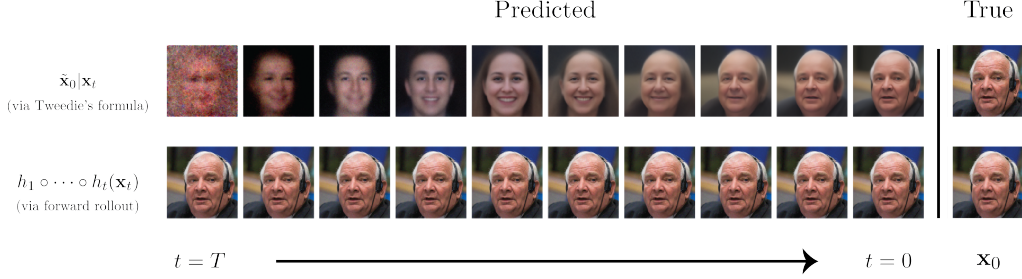 Predicted
True
x̃₀|xₜ
(via Tweedie's formula)
h₁ ∘ ⋯ ∘ hₜ(xₜ)
(via forward rollout)
t = T
t = 0
x₀